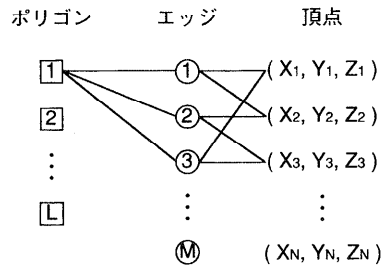 ポリゴン エッジ 頂点
1 1 (X1, Y1, Z1)
2 2 (X2, Y2, Z2)
3 (X3, Y3, Z3)
L
M (XN, YN, ZN)